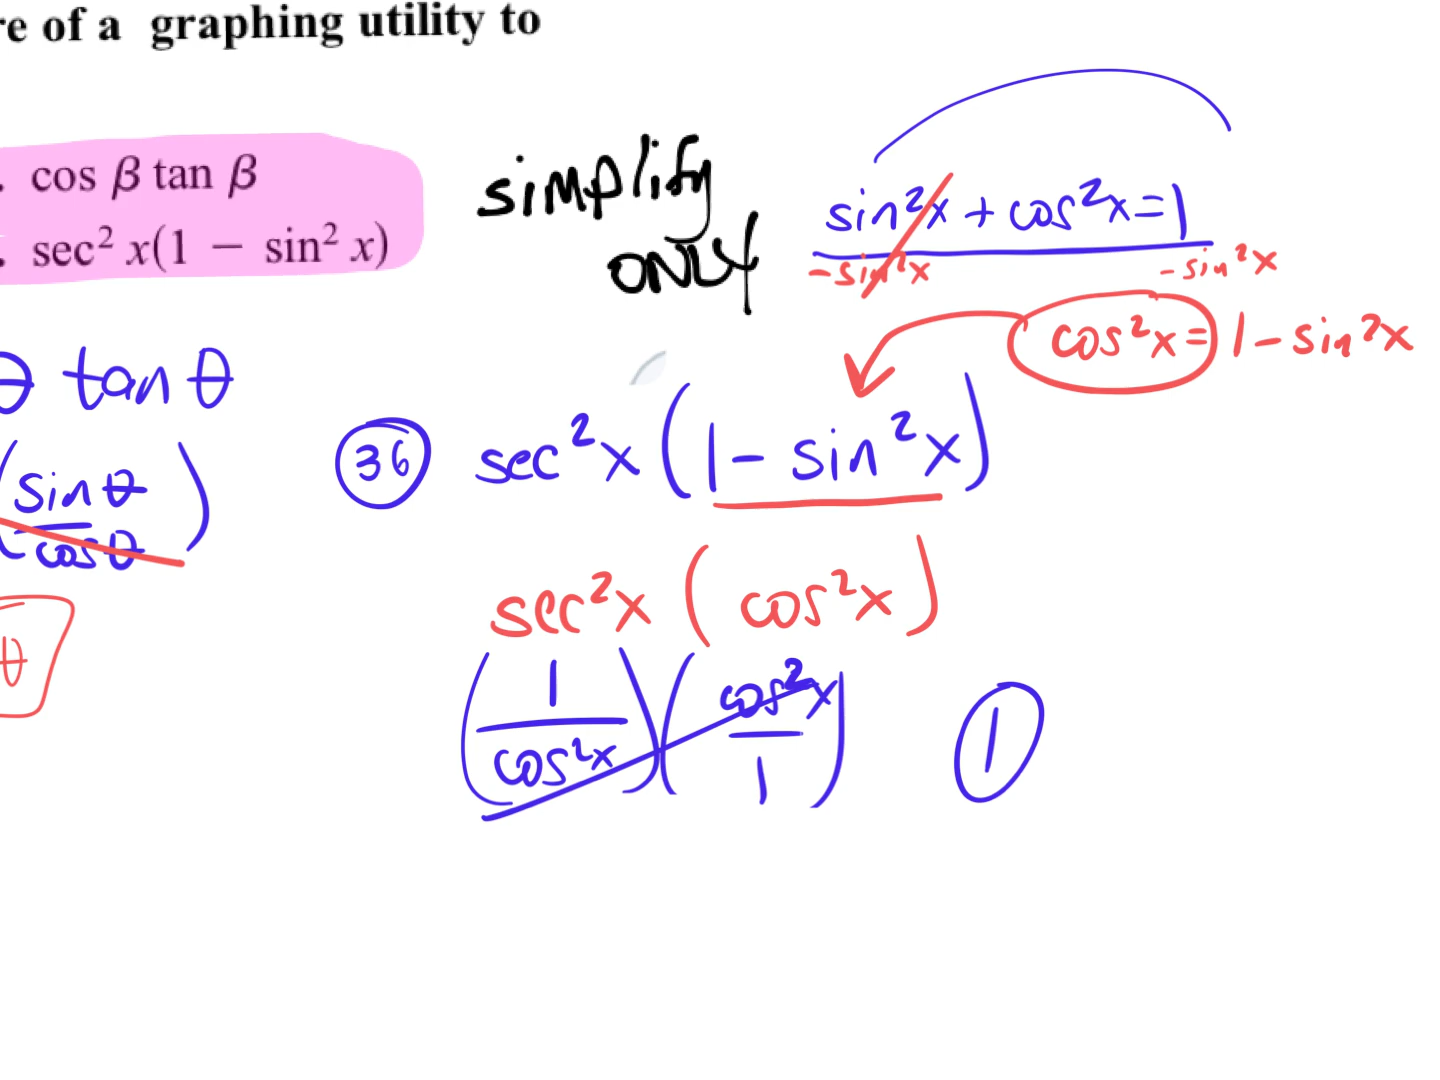 re of a graphing utility to
. cos β tan β
. sec² x(1 − sin² x)
simplify
ONLY
sin²x + cos²x = 1
-sin²x -sin²x
cos²x = 1 - sin²x
θ tan θ
(sin θ / cos θ)
θ
36 sec²x (1 - sin²x)
sec²x (cos²x)
(1 / cos²x) (cos²x / 1) 1